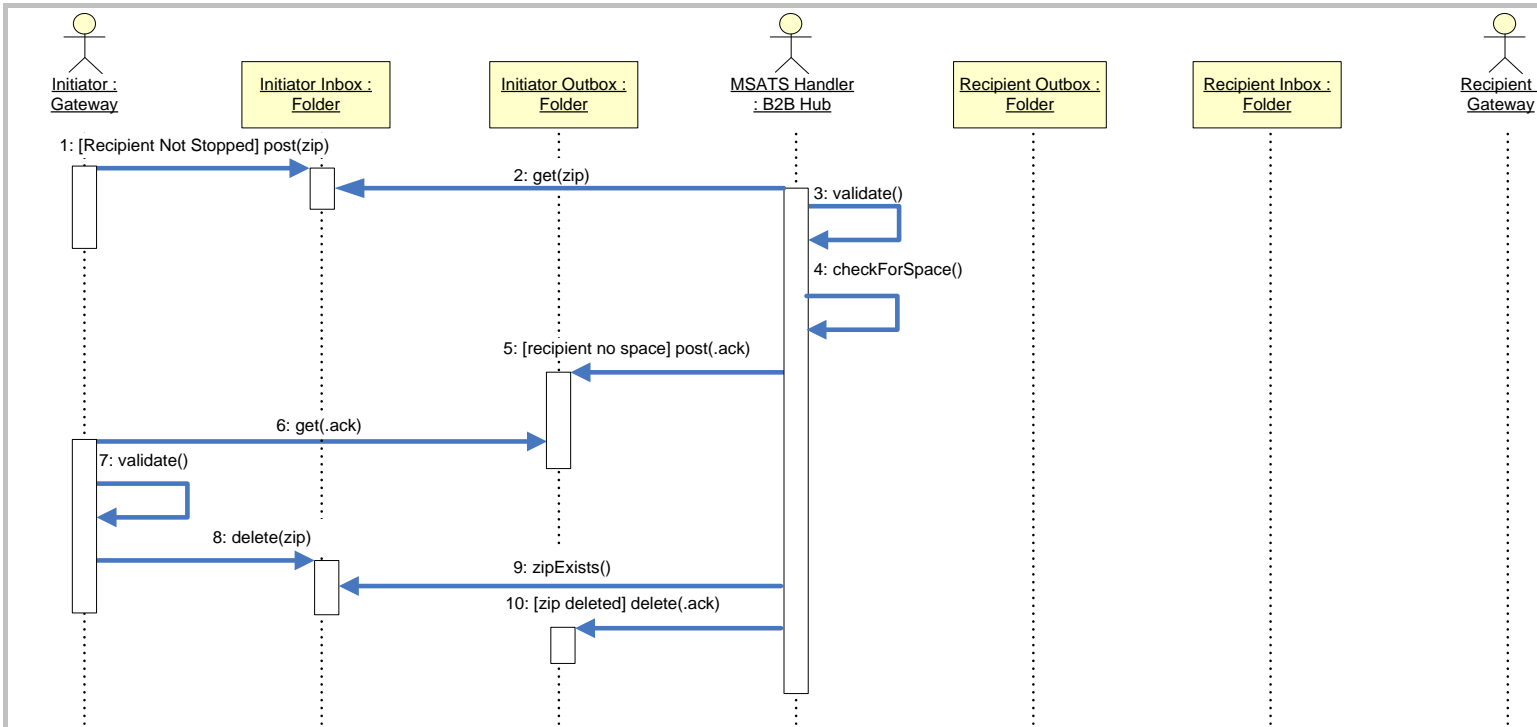 Initiator :
Gateway
Initiator Inbox :
Folder
Initiator Outbox :
Folder
MSATS Handler
: B2B Hub
Recipient Outbox :
Folder
Recipient Inbox :
Folder
Recipient
Gateway
1: [Recipient Not Stopped] post(zip)
2: get(zip)
3: validate()
4: checkForSpace()
5: [recipient no space] post(.ack)
6: get(.ack)
7: validate()
8: delete(zip)
9: zipExists()
10: [zip deleted] delete(.ack)